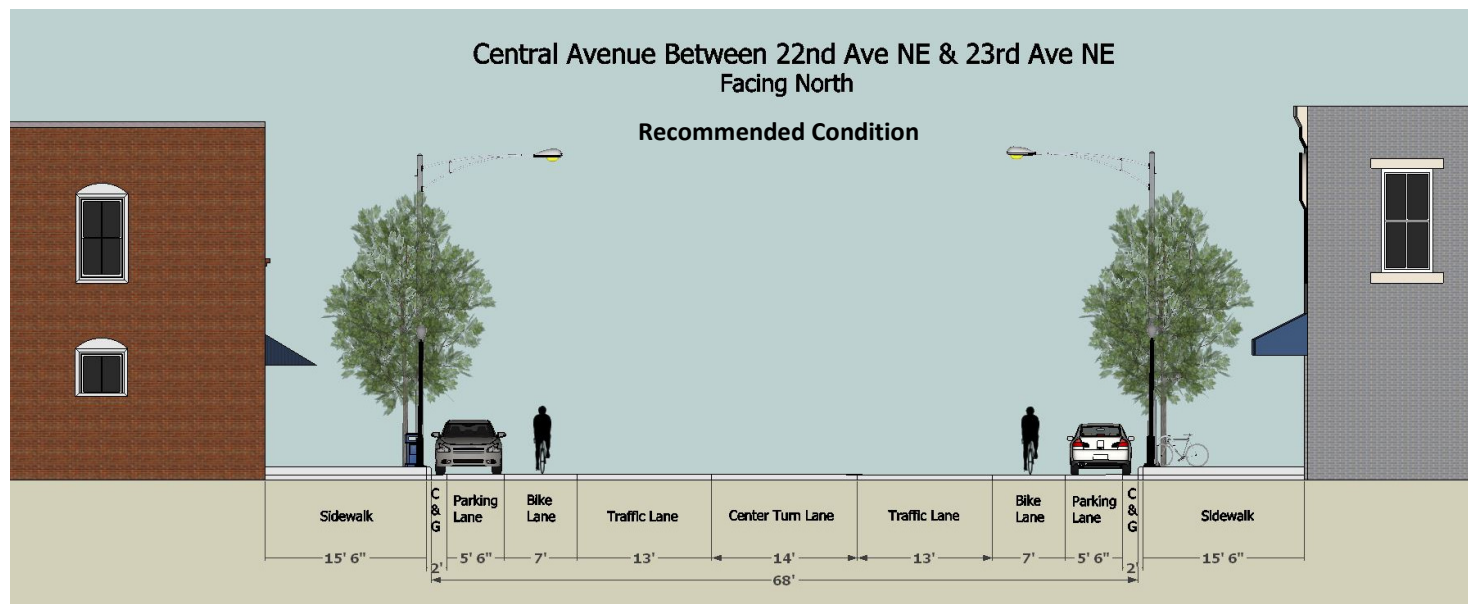 Central Avenue Between 22nd Ave NE & 23rd Ave NE
Facing North
Recommended Condition
Sidewalk
C
&
G
Parking
Lane
Bike
Lane
Traffic Lane
Center Turn Lane
Traffic Lane
Bike
Lane
Parking
Lane
C
&
G
Sidewalk
15' 6" 2' 5' 6" 7' 13' 14' 13' 7' 5' 6" 2' 15' 6"
68'